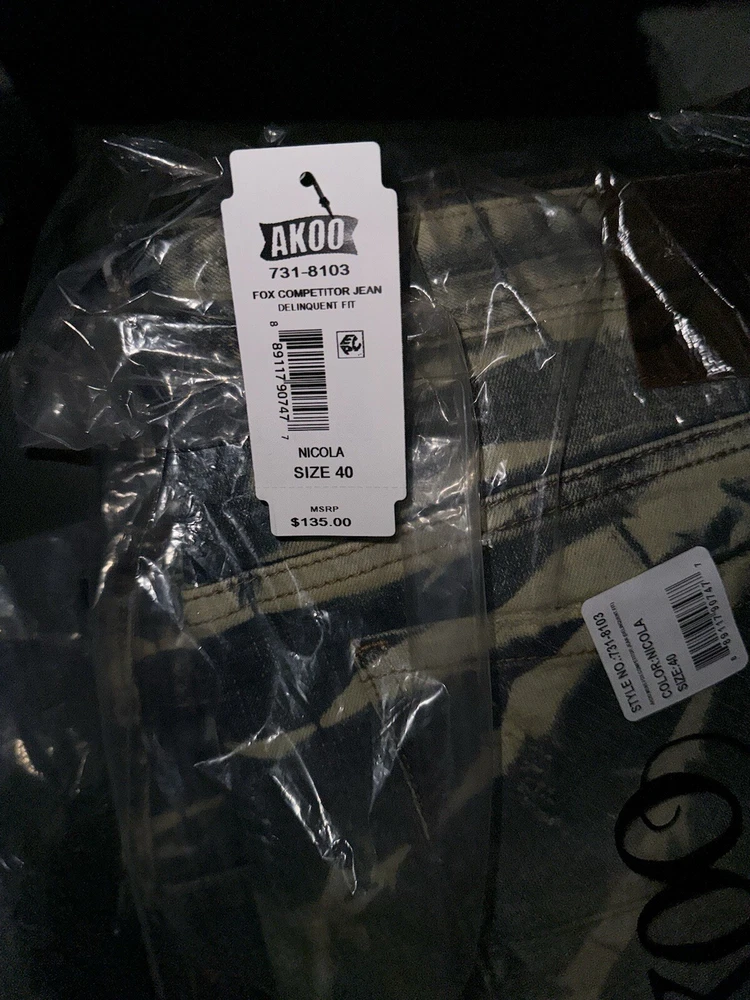 AKOO
731-8103
FOX COMPETITOR JEAN
DELINQUENT FIT
8 89117 90747 7
NICOLA
SIZE 40
MSRP
$135.00
STYLE NO.:731-8103
COLOR:NICOLA
SIZE:40
8 89117 90747 7